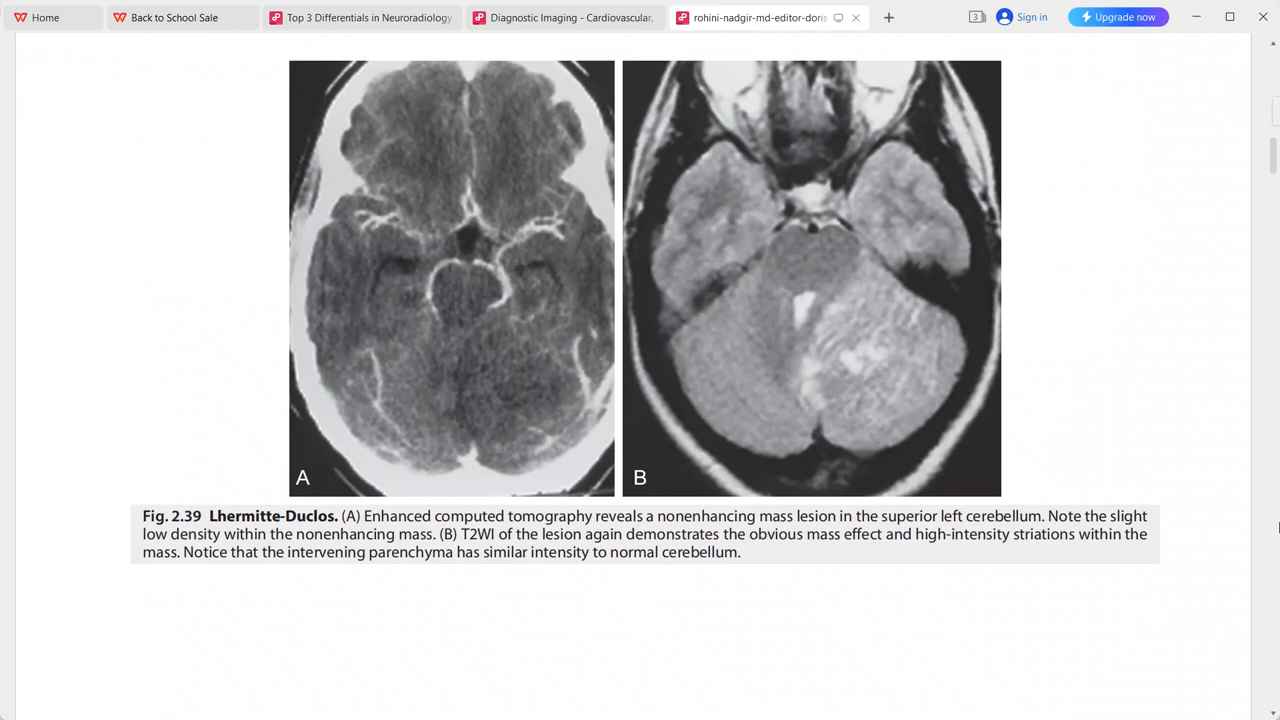 Home
Back to School Sale
Top 3 Differentials in Neuroradiology
Diagnostic Imaging - Cardiovascular,
rohini-nadgir-md-editor-doris
3
Sign in
Upgrade now
A
B
Fig. 2.39 Lhermitte-Duclos. (A) Enhanced computed tomography reveals a nonenhancing mass lesion in the superior left cerebellum. Note the slight
low density within the nonenhancing mass. (B) T2WI of the lesion again demonstrates the obvious mass effect and high-intensity striations within the
mass. Notice that the intervening parenchyma has similar intensity to normal cerebellum.